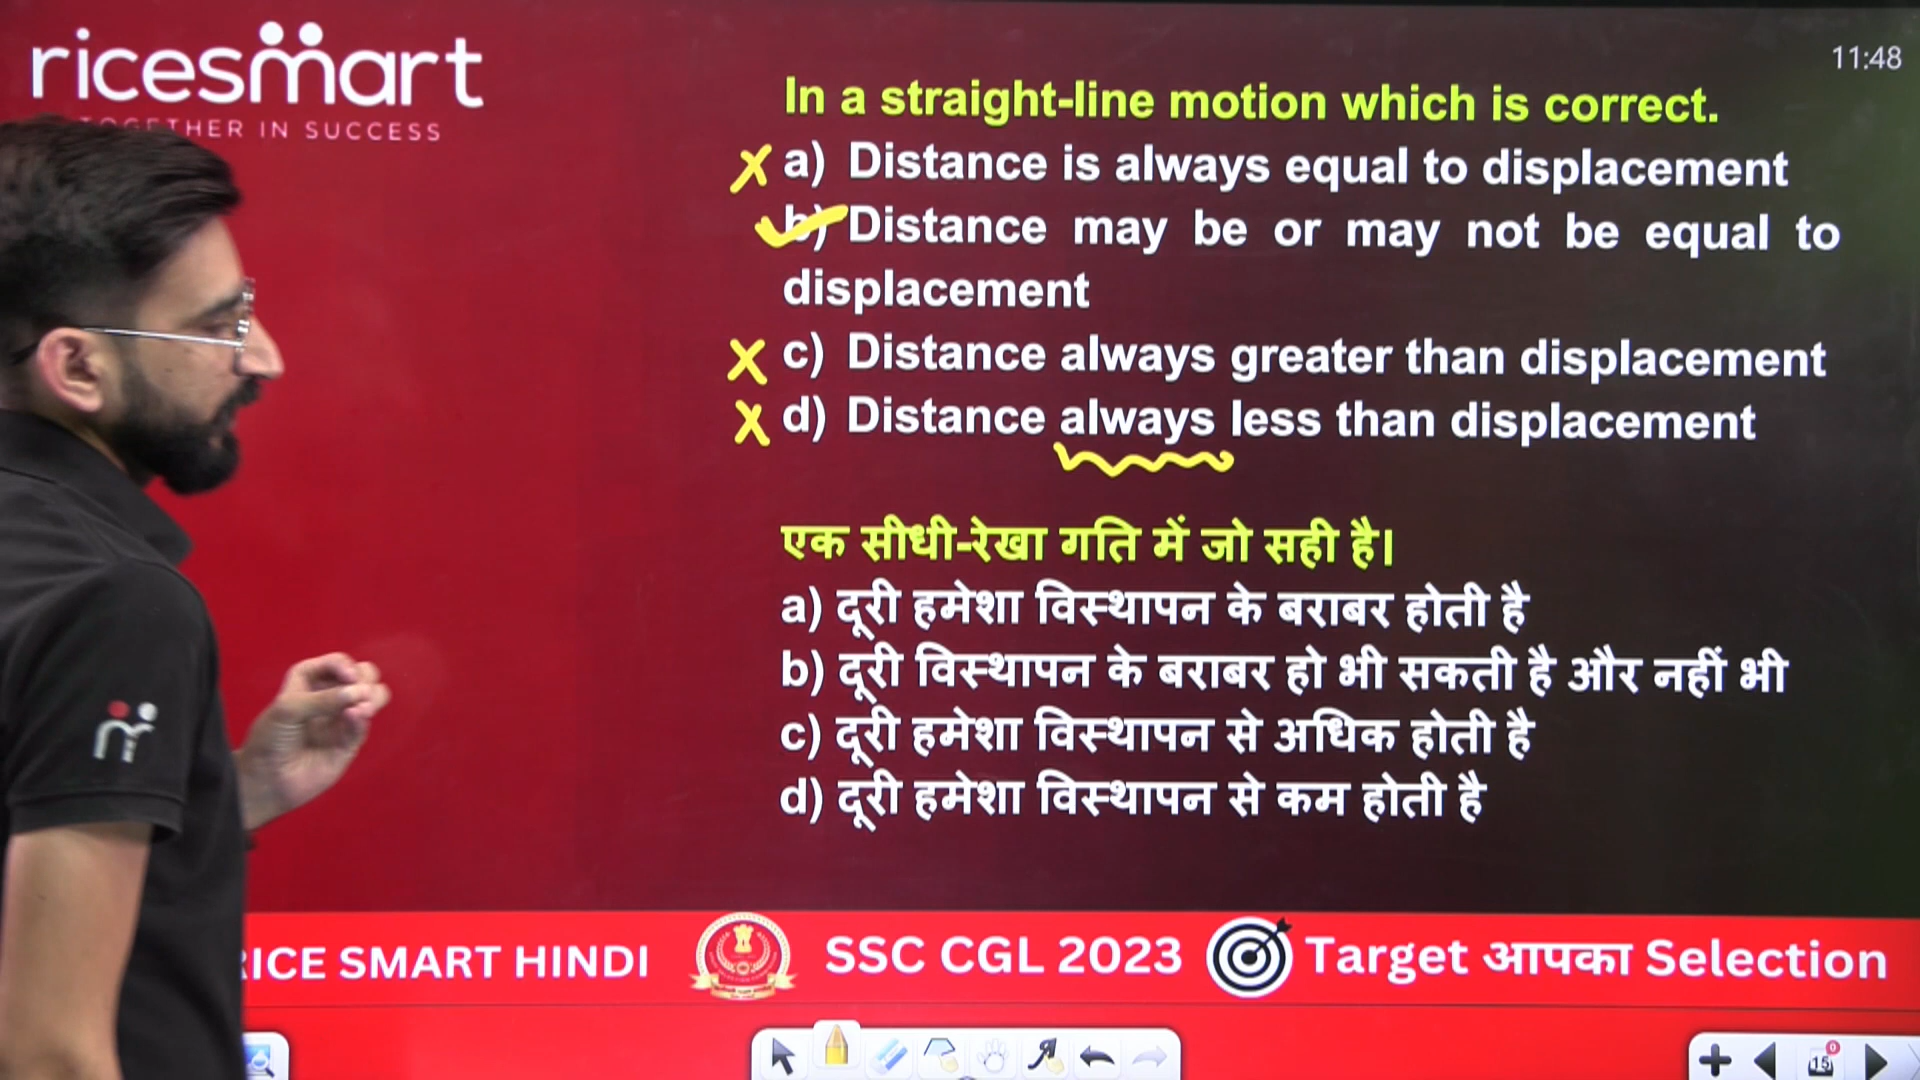 ricesmart
TOGETHER IN SUCCESS
11:48
In a straight-line motion which is correct.
a) Distance is always equal to displacement
b) Distance may be or may not be equal to
displacement
c) Distance always greater than displacement
d) Distance always less than displacement
एक सीधी-रेखा गति में जो सही है।
a) दूरी हमेशा विस्थापन के बराबर होती है
b) दूरी विस्थापन के बराबर हो भी सकती है और नहीं भी
c) दूरी हमेशा विस्थापन से अधिक होती है
d) दूरी हमेशा विस्थापन से कम होती है
RICE SMART HINDI SSC CGL 2023 Target आपका Selection
15
0